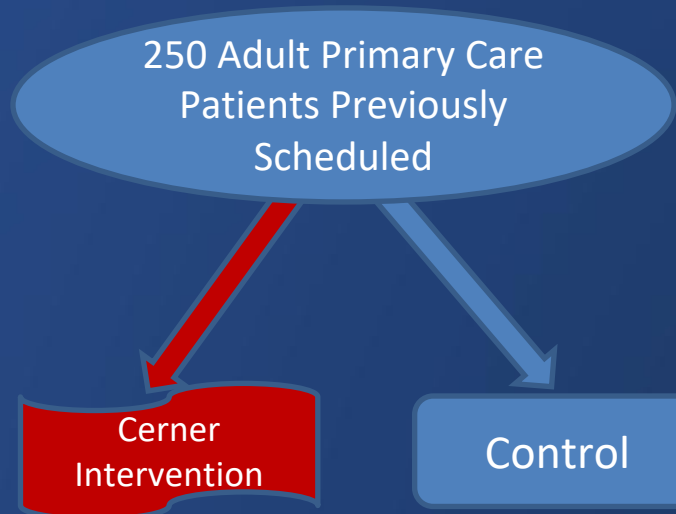 250 Adult Primary Care
Patients Previously
Scheduled
Cerner
Intervention
Control